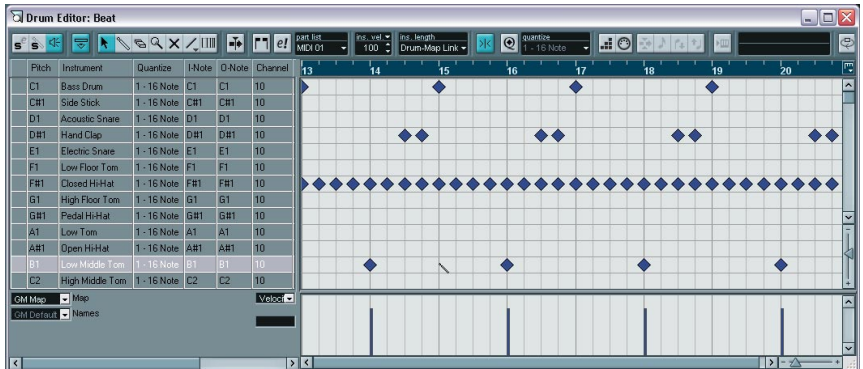 Drum Editor: Beat
part list ins. vel. ins. length quantize
MIDI 01 100 Drum-Map Link 1 - 16 Note
Pitch Instrument Quantize I-Note O-Note Channel 13 14 15 16 17 18 19 20
C1 Bass Drum 1 - 16 Note C1 C1 10
C#1 Side Stick 1 - 16 Note C#1 C#1 10
D1 Acoustic Snare 1 - 16 Note D1 D1 10
D#1 Hand Clap 1 - 16 Note D#1 D#1 10
E1 Electric Snare 1 - 16 Note E1 E1 10
F1 Low Floor Tom 1 - 16 Note F1 F1 10
F#1 Closed Hi-Hat 1 - 16 Note F#1 F#1 10
G1 High Floor Tom 1 - 16 Note G1 G1 10
G#1 Pedal Hi-Hat 1 - 16 Note G#1 G#1 10
A1 Low Tom 1 - 16 Note A1 A1 10
A#1 Open Hi-Hat 1 - 16 Note A#1 A#1 10
B1 Low Middle Tom 1 - 16 Note B1 B1 10
C2 High Middle Tom 1 - 16 Note C2 C2 10
GM Map Map
GM Default Names